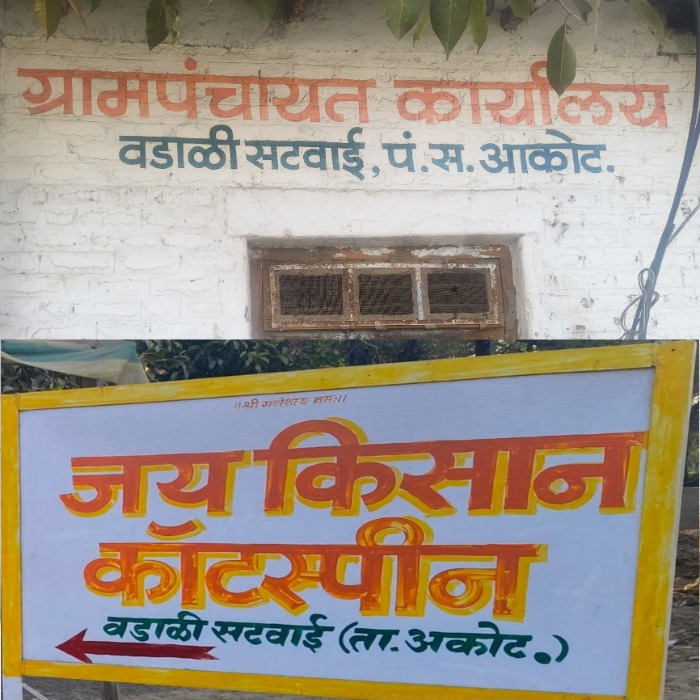 ग्रामपंचायत कार्यालय
वडाळी सटवाई, पं. स. आकोट.
॥श्री गणेशाय नमः॥
जय किसान
कॉटस्पीन
वडाळी सटवाई (ता. अकोट.)